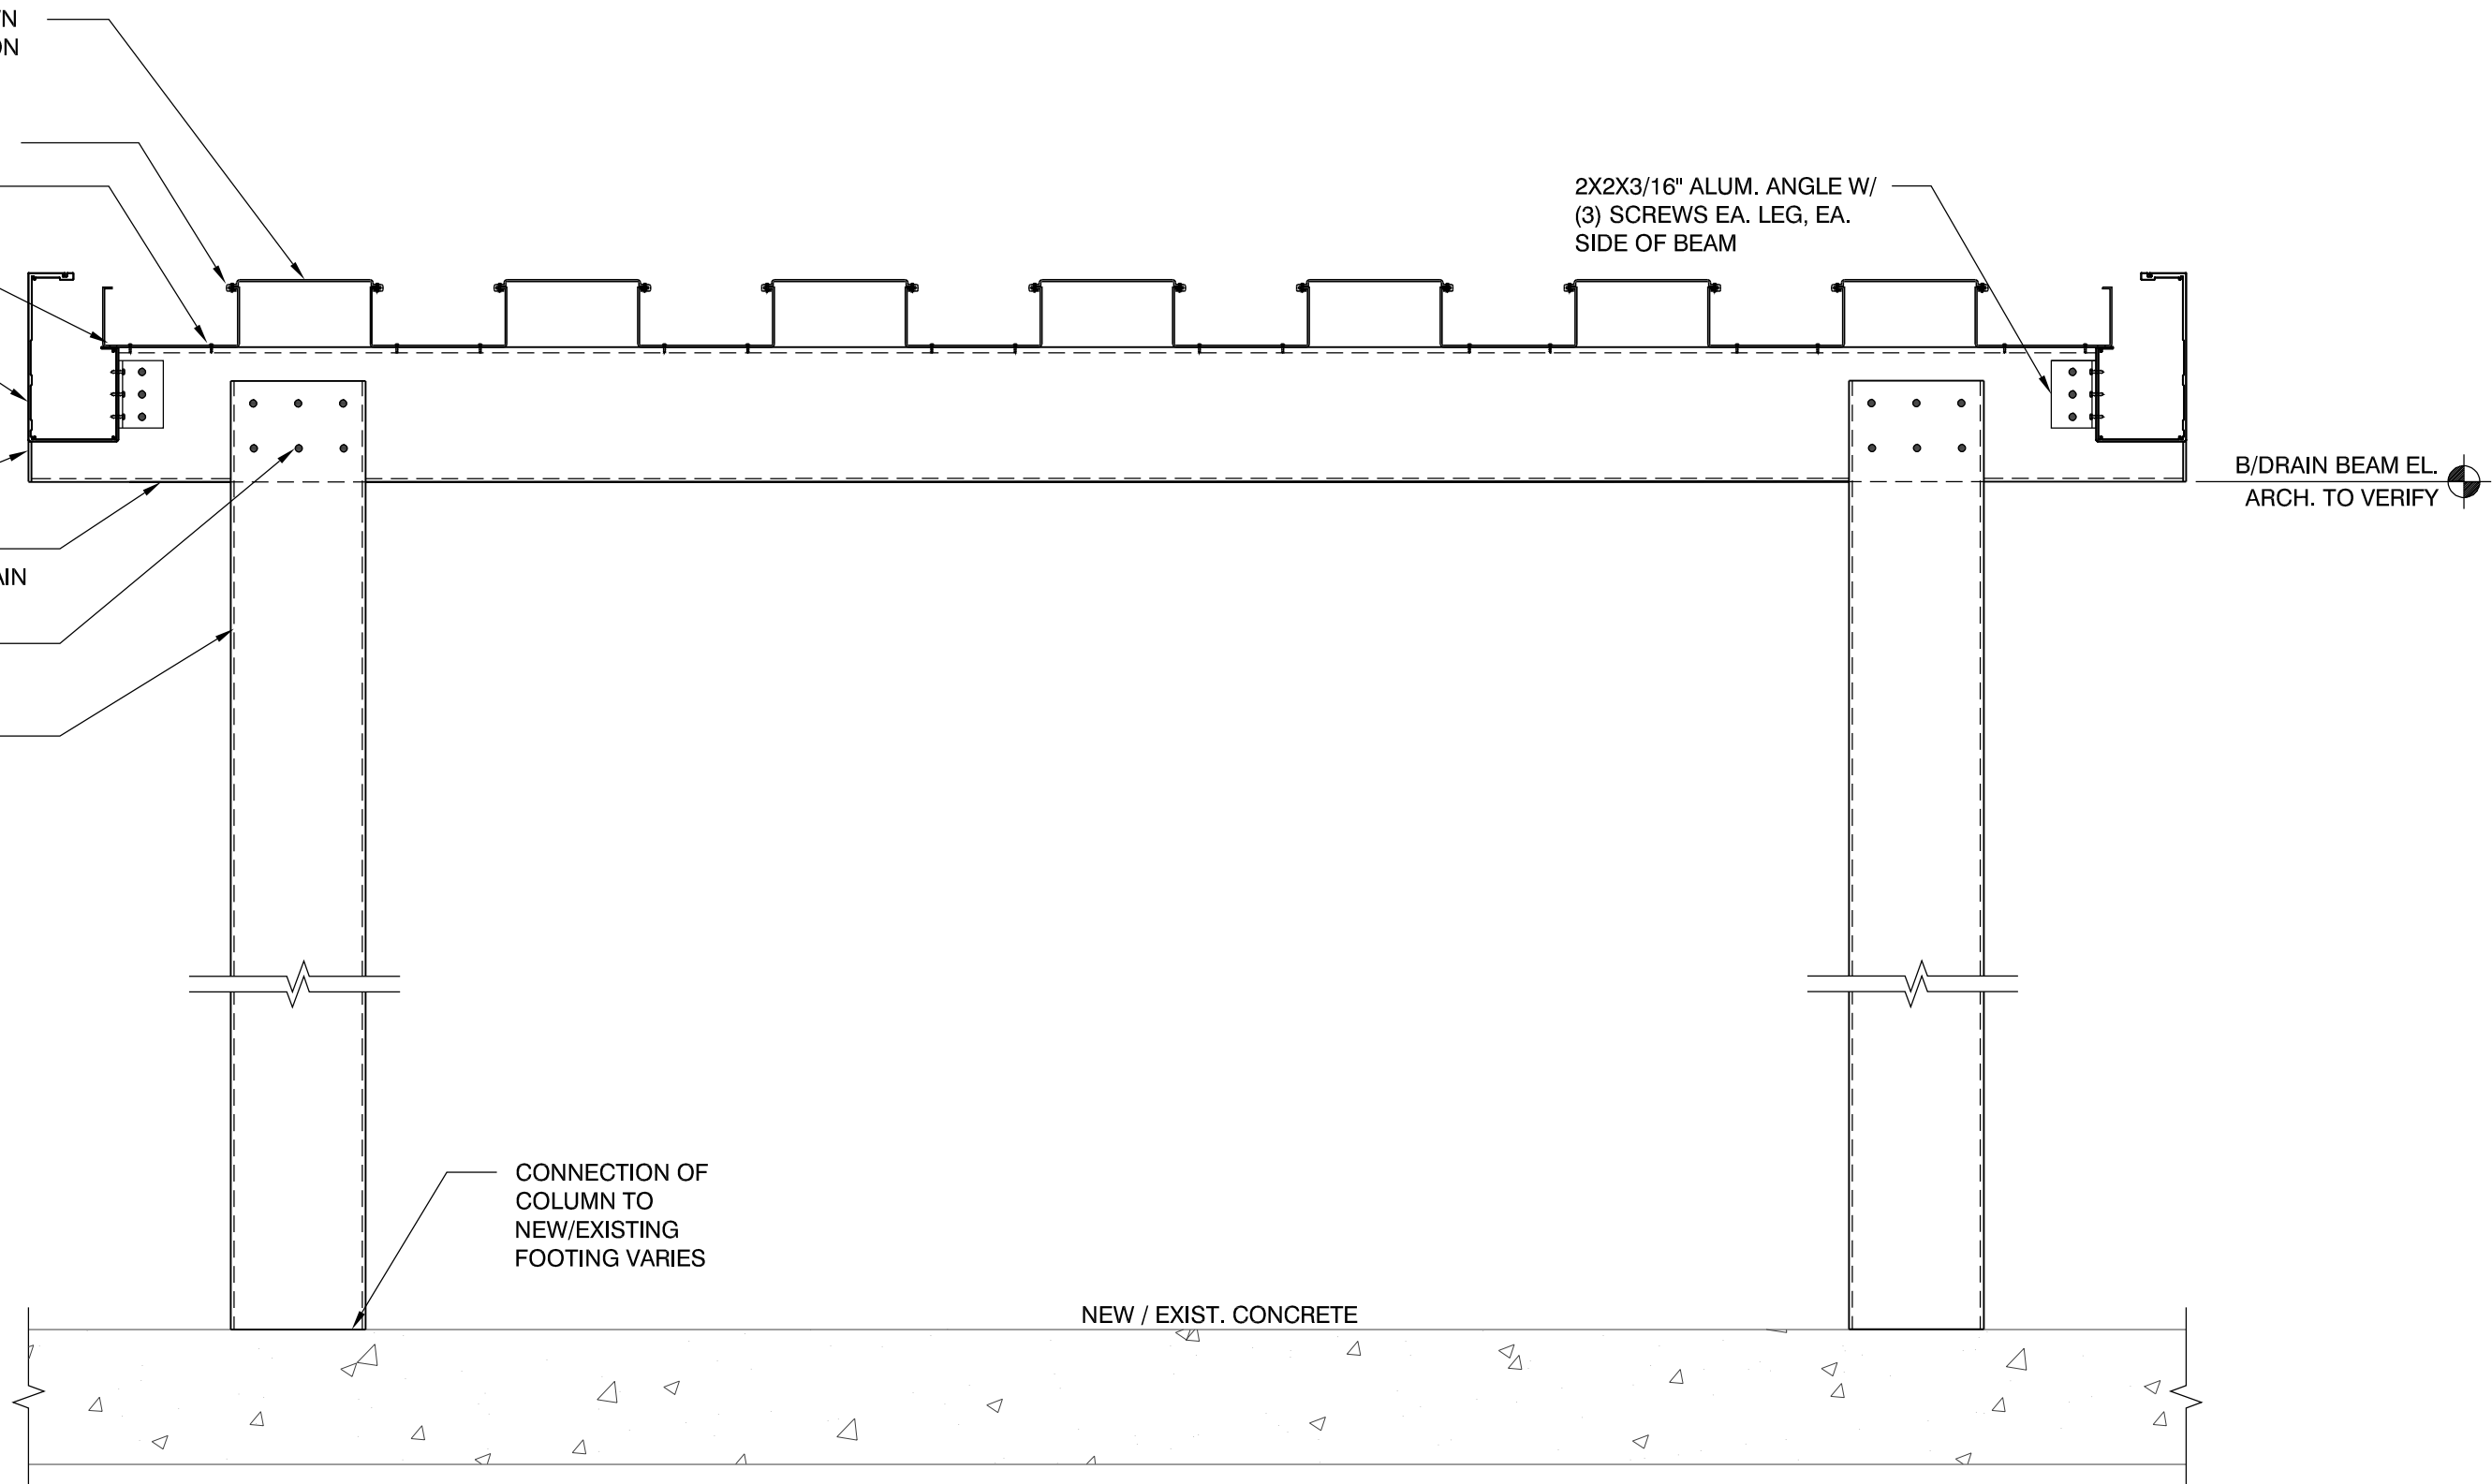 2X2X3/16" ALUM. ANGLE W/
(3) SCREWS EA. LEG, EA.
SIDE OF BEAM
B/DRAIN BEAM EL.
ARCH. TO VERIFY
CONNECTION OF
COLUMN TO
NEW/EXISTING
FOOTING VARIES
NEW / EXIST. CONCRETE